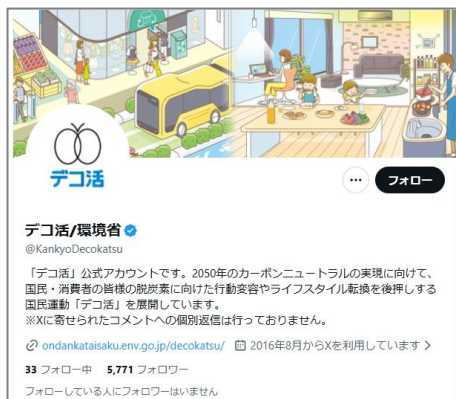 デコ活
フォロー
デコ活/環境省
@KankyoDecokatsu
「デコ活」公式アカウントです。2050年のカーボンニュートラルの実現に向けて、
国民・消費者の皆様の脱炭素に向けた行動変容やライフスタイル転換を後押しする
国民運動「デコ活」を展開しています。
※Xに寄せられたコメントへの個別返信は行っておりません。
ondankataisaku.env.go.jp/decokatsu/ 2016年8月からXを利用しています
33 フォロー中 5,771 フォロワー
フォローしている人にフォロワーはいません